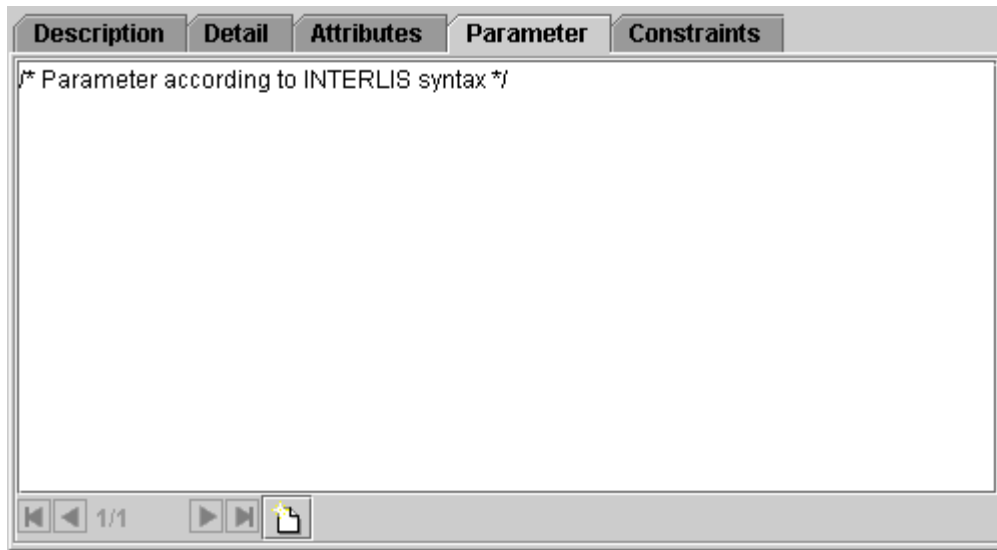 Description Detail Attributes Parameter Constraints
/* Parameter according to INTERLIS syntax */
1/1